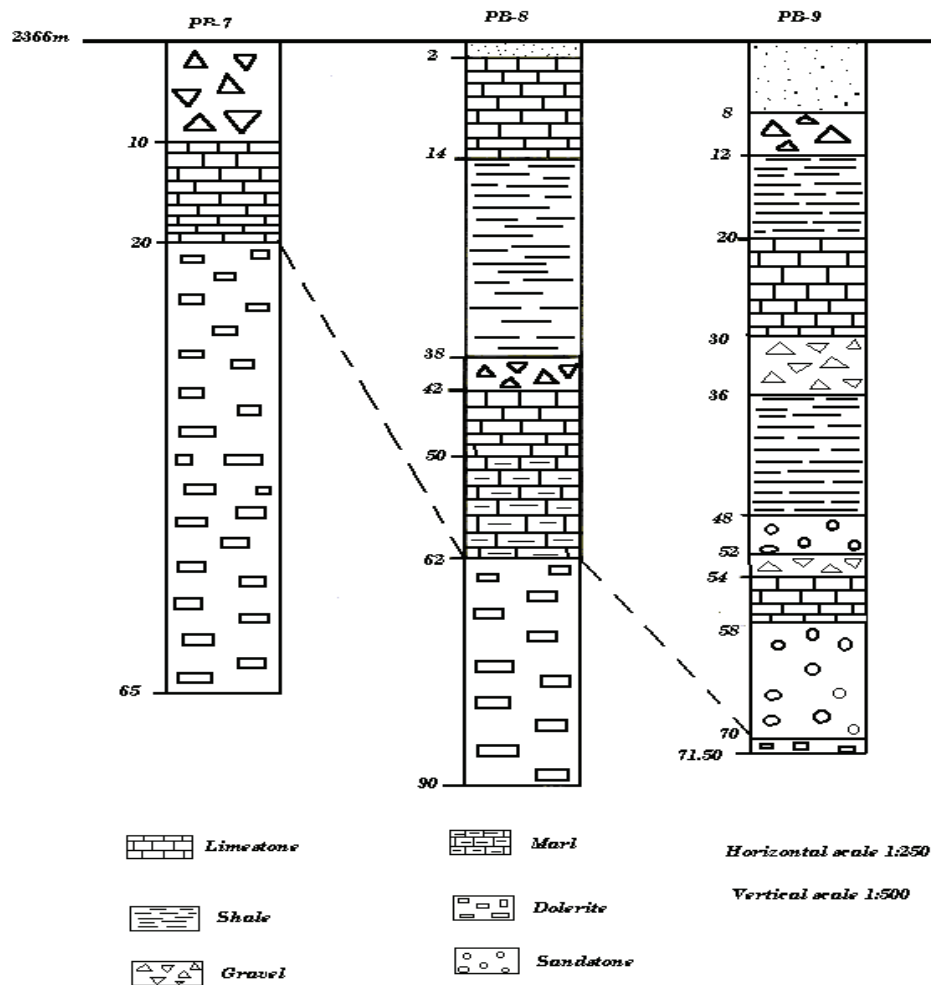 PB-7
PB-8
PB-9
2366m
2
8
10
12
14
20
20
30
36
38
42
48
50
52
54
58
62
65
70
71.50
90
Limestone
Marl
Horizontal scale 1:250
Shale
Dolerite
Vertical scale 1:500
Gravel
Sandstone